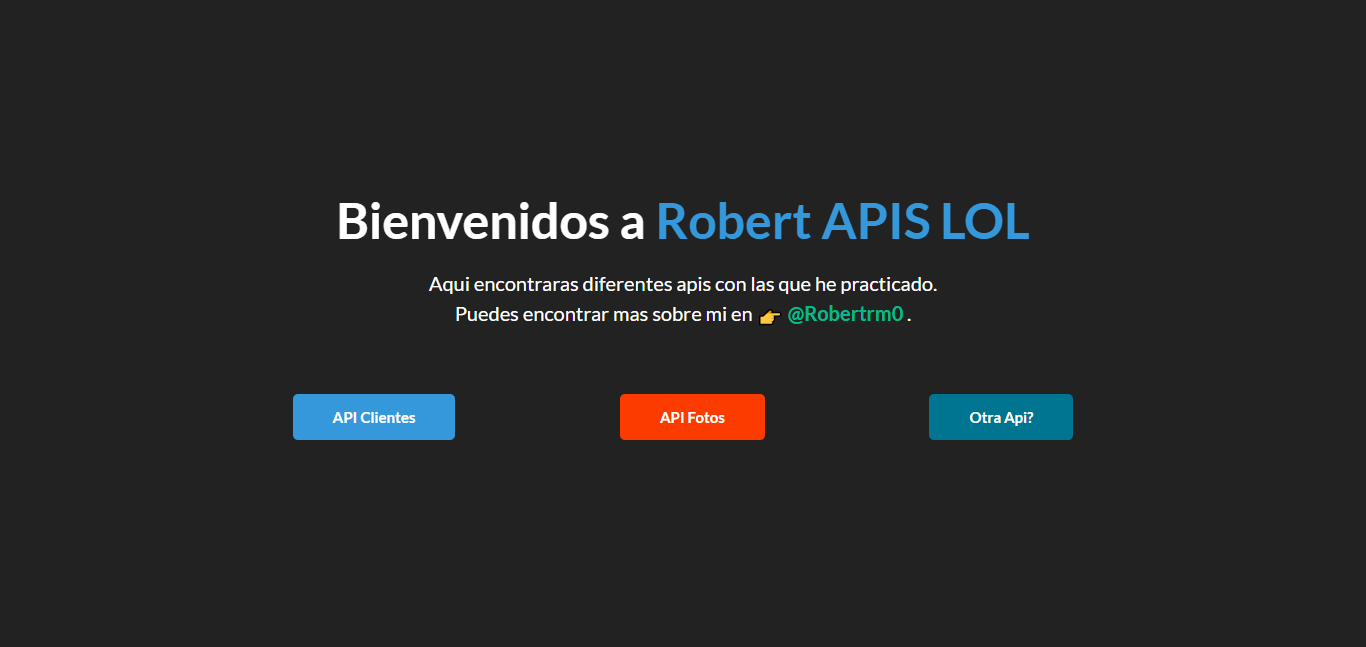 Bienvenidos a Robert APIS LOL
Aqui encontraras diferentes apis con las que he practicado.
Puedes encontrar mas sobre mi en 👉 @Robertrm0 .
API Clientes
API Fotos
Otra Api?